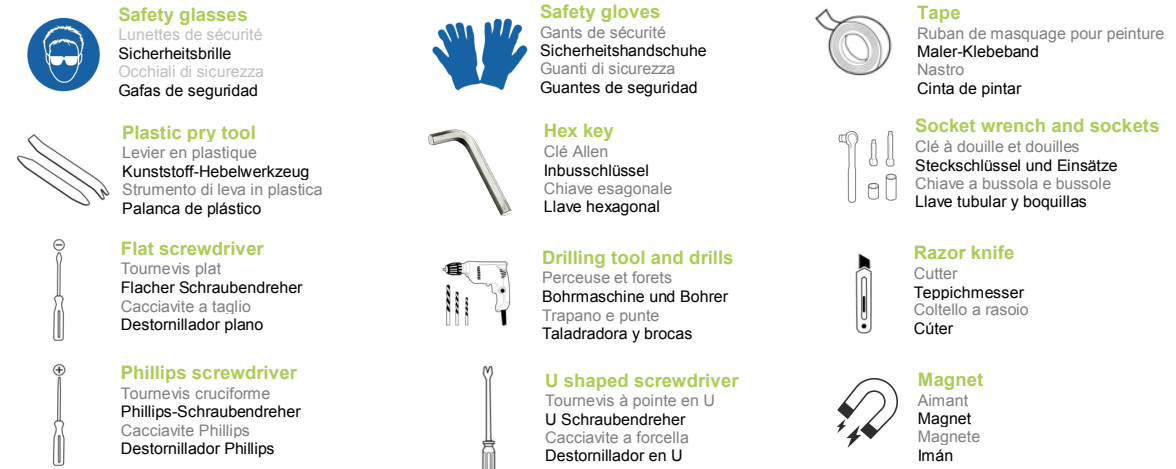 Safety glasses
Lunettes de sécurité
Sicherheitsbrille
Occhiali di sicurezza
Gafas de seguridad
Safety gloves
Gants de sécurité
Sicherheitshandschuhe
Guanti di sicurezza
Guantes de seguridad
Tape
Ruban de masquage pour peinture
Maler-Klebeband
Nastro
Cinta de pintar
Plastic pry tool
Levier en plastique
Kunststoff-Hebelwerkzeug
Strumento di leva in plastica
Palanca de plástico
Hex key
Clé Allen
Inbusschlüssel
Chiave esagonale
Llave hexagonal
Socket wrench and sockets
Clé à douille et douilles
Steckschlüssel und Einsätze
Chiave a bussola e bussole
Llave tubular y boquillas
Flat screwdriver
Tournevis plat
Flacher Schraubendreher
Cacciavite a taglio
Destornillador plano
Drilling tool and drills
Perceuse et forets
Bohrmaschine und Bohrer
Trapano e punte
Taladradora y brocas
Razor knife
Cutter
Teppichmesser
Coltello a rasoio
Cúter
Phillips screwdriver
Tournevis cruciforme
Phillips-Schraubendreher
Cacciavite Phillips
Destornillador Phillips
U shaped screwdriver
Tournevis à pointe en U
U Schraubendreher
Cacciavite a forcella
Destornillador en U
Magnet
Aimant
Magnet
Magnete
Imán